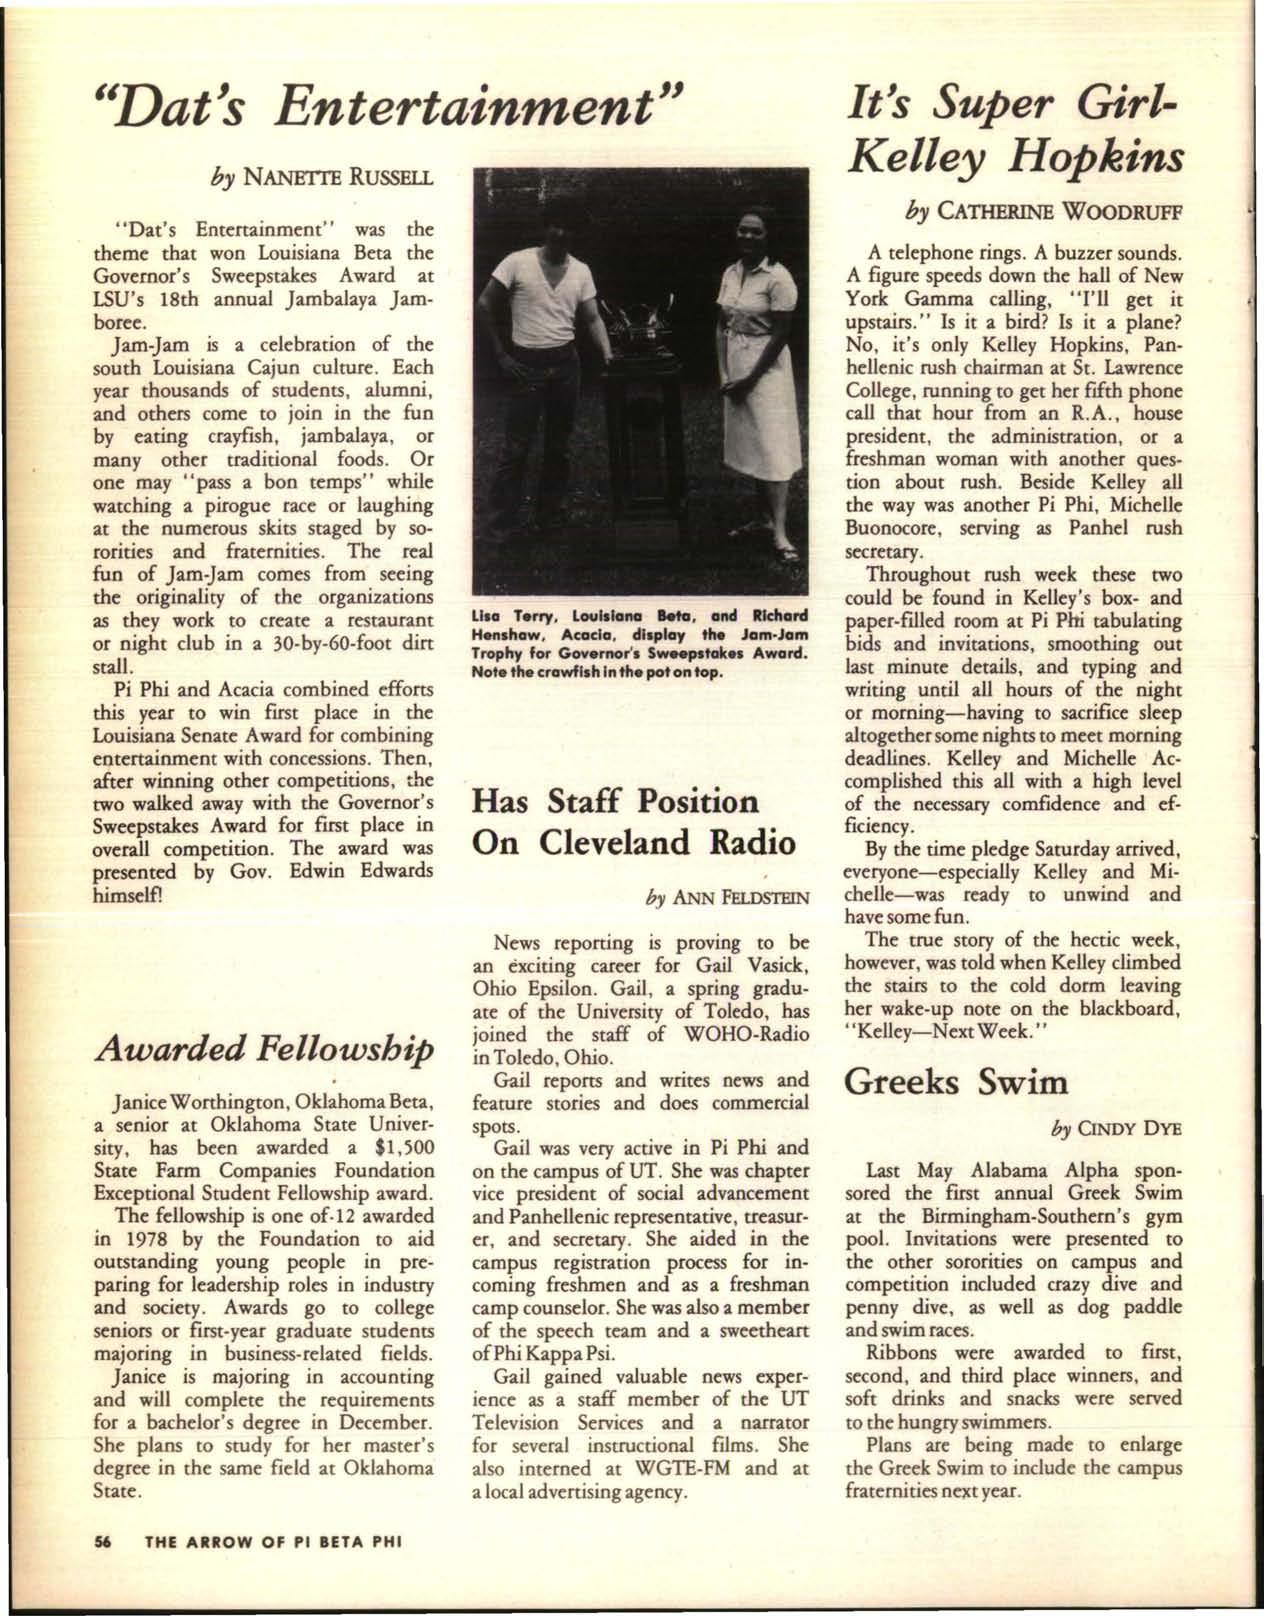 “Dat's Entertainment”
by NANETTE RUSSELL
“Dat's Entertainment” was the
theme that won Louisiana Beta the
Governor's Sweepstakes Award at
LSU's 18th annual Jambalaya Jam-
boree.
Jam-Jam is a celebration of the
south Louisiana Cajun culture. Each
year thousands of students, alumni,
and others come to join in the fun
by eating crayfish, jambalaya, or
many other traditional foods. Or
one may “pass a bon temps” while
watching a pirogue race or laughing
at the numerous skits staged by so-
rorities and fraternities. The real
fun of Jam-Jam comes from seeing
the originality of the organizations
as they work to create a restaurant
or night club in a 30-by-60-foot dirt
stall.
Pi Phi and Acacia combined efforts
this year to win first place in the
Louisiana Senate Award for combining
entertainment with concessions. Then,
after winning other competitions, the
two walked away with the Governor's
Sweepstakes Award for first place in
overall competition. The award was
presented by Gov. Edwin Edwards
himself!
Awarded Fellowship
Janice Worthington, Oklahoma Beta,
a senior at Oklahoma State Univer-
sity, has been awarded a $1,500
State Farm Companies Foundation
Exceptional Student Fellowship award.
The fellowship is one of 12 awarded
in 1978 by the Foundation to aid
outstanding young people in pre-
paring for leadership roles in industry
and society. Awards go to college
seniors or first-year graduate students
majoring in business-related fields.
Janice is majoring in accounting
and will complete the requirements
for a bachelor's degree in December.
She plans to study for her master's
degree in the same field at Oklahoma
State.
Lisa Terry, Louisiana Beta, and Richard
Henshaw, Acacia, display the Jam-Jam
Trophy for Governor's Sweepstakes Award.
Note the crawfish in the pot on top.
Has Staff Position
On Cleveland Radio
by ANN FELDSTEIN
News reporting is proving to be
an exciting career for Gail Vasick,
Ohio Epsilon. Gail, a spring gradu-
ate of the University of Toledo, has
joined the staff of WOHO-Radio
in Toledo, Ohio.
Gail reports and writes news and
feature stories and does commercial
spots.
Gail was very active in Pi Phi and
on the campus of UT. She was chapter
vice president of social advancement
and Panhellenic representative, treasur-
er, and secretary. She aided in the
campus registration process for in-
coming freshmen and as a freshman
camp counselor. She was also a member
of the speech team and a sweetheart
of Phi Kappa Psi.
Gail gained valuable news exper-
ience as a staff member of the UT
Television Services and a narrator
for several instructional films. She
also interned at WGTE-FM and at
a local advertising agency.
It's Super Girl-
Kelley Hopkins
by CATHERINE WOODRUFF
A telephone rings. A buzzer sounds.
A figure speeds down the hall of New
York Gamma calling, “I'll get it
upstairs.” Is it a bird? Is it a plane?
No, it's only Kelley Hopkins, Pan-
hellenic rush chairman at St. Lawrence
College, running to get her fifth phone
call that hour from an R.A., house
president, the administration, or a
freshman woman with another ques-
tion about rush. Beside Kelley all
the way was another Pi Phi, Michelle
Buonocore, serving as Panhel rush
secretary.
Throughout rush week these two
could be found in Kelley's box- and
paper-filled room at Pi Phi tabulating
bids and invitations, smoothing out
last minute details, and typing and
writing until all hours of the night
or morning—having to sacrifice sleep
altogether some nights to meet morning
deadlines. Kelley and Michelle Ac-
complished this all with a high level
of the necessary comfidence and ef-
ficiency.
By the time pledge Saturday arrived,
everyone—especially Kelley and Mi-
chelle—was ready to unwind and
have some fun.
The true story of the hectic week,
however, was told when Kelley climbed
the stairs to the cold dorm leaving
her wake-up note on the blackboard,
“Kelley—Next Week.”
Greeks Swim
by CINDY DYE
Last May Alabama Alpha spon-
sored the first annual Greek Swim
at the Birmingham-Southern's gym
pool. Invitations were presented to
the other sororities on campus and
competition included crazy dive and
penny dive, as well as dog paddle
and swim races.
Ribbons were awarded to first,
second, and third place winners, and
soft drinks and snacks were served
to the hungry swimmers.
Plans are being made to enlarge
the Greek Swim to include the campus
fraternities next year.
56 THE ARROW OF PI BETA PHI